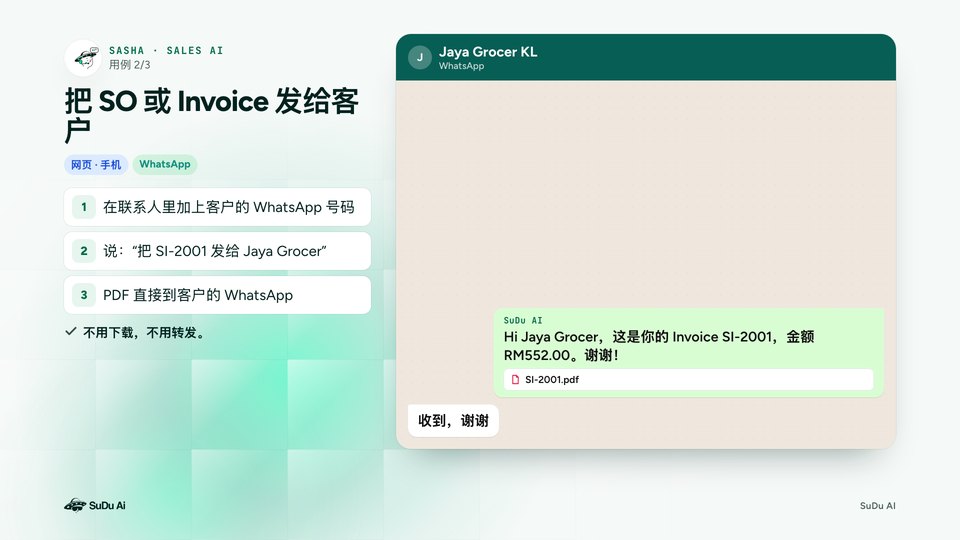 SASHA · SALES AI
用例 2/3
把 SO 或 Invoice 发给客
户
网页 · 手机
WhatsApp
1 在联系人里加上客户的 WhatsApp 号码
2 说：“把 SI-2001 发给 Jaya Grocer”
3 PDF 直接到客户的 WhatsApp
不用下载，不用转发。
J
Jaya Grocer KL
WhatsApp
SuDu AI
Hi Jaya Grocer，这是你的 Invoice SI-2001，金额
RM552.00。谢谢！
SI-2001.pdf
收到，谢谢
SuDu Ai
SuDu AI